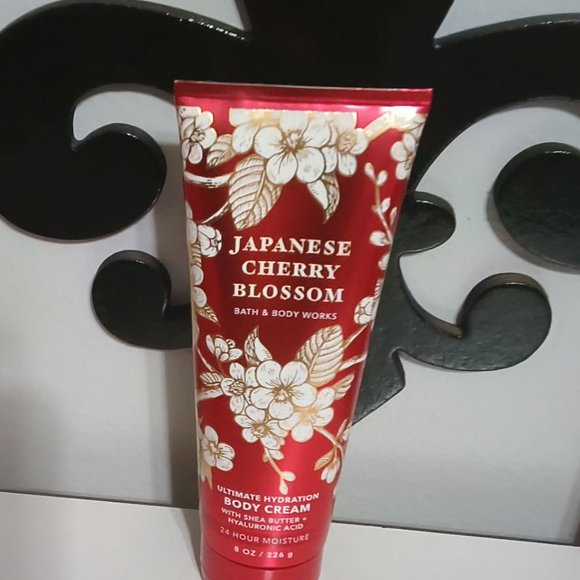 JAPANESE
CHERRY
BLOSSOM
BATH & BODY WORKS
ULTIMATE HYDRATION
BODY CREAM
WITH SHEA BUTTER +
HYALURONIC ACID
24 HOUR MOISTURE
8 OZ / 226 g